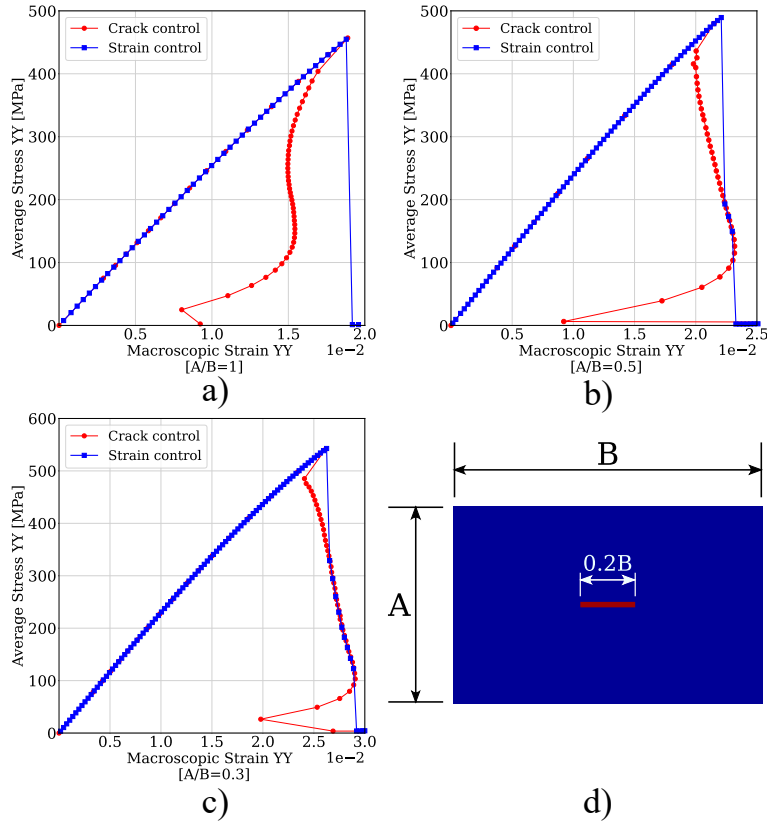 500
400
300
200
100
0
Average Stress YY [MPa]
Crack control
Strain control
0.5 1.0 1.5 2.0
1e−2
Macroscopic Strain YY
[A/B=1]
a)
500
400
300
200
100
0
Average Stress YY [MPa]
Crack control
Strain control
0.5 1.0 1.5 2.0 2.5
1e−2
Macroscopic Strain YY
[A/B=0.5]
b)
600
500
400
300
200
100
0
Average Stress YY [MPa]
Crack control
Strain control
0.5 1.0 1.5 2.0 2.5 3.0
1e−2
Macroscopic Strain YY
[A/B=0.3]
c)
B
0.2B
A
d)